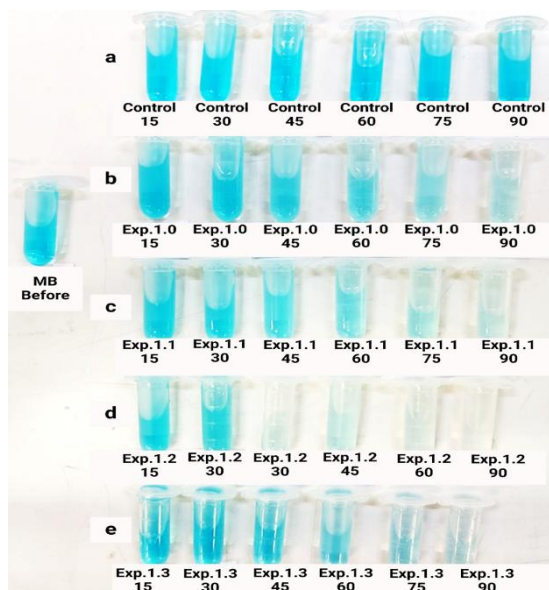 a
Control Control Control Control Control Control
15 30 45 60 75 90
b
Exp.1.0 Exp.1.0 Exp.1.0 Exp.1.0 Exp.1.0 Exp.1.0
15 30 45 60 75 90
MB
Before
c
Exp.1.1 Exp.1.1 Exp.1.1 Exp.1.1 Exp.1.1 Exp.1.1
15 30 45 60 75 90
d
Exp.1.2 Exp.1.2 Exp.1.2 Exp.1.2 Exp.1.2 Exp.1.2
15 30 30 45 60 90
e
Exp.1.3 Exp.1.3 Exp.1.3 Exp.1.3 Exp.1.3 Exp.1.3
15 30 45 60 75 90